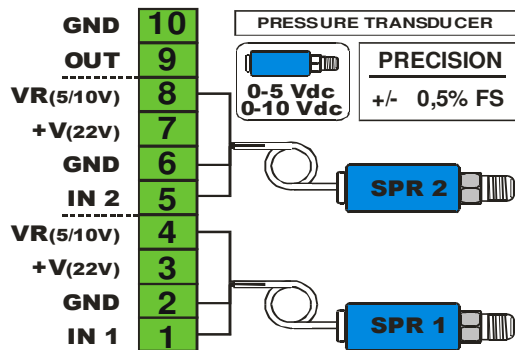 GND 10
OUT 9
VR(5/10V) 8
+V(22V) 7
GND 6
IN 2 5
VR(5/10V) 4
+V(22V) 3
GND 2
IN 1 1
PRESSURE TRANSDUCER
0-5 Vdc
0-10 Vdc
PRECISION
+/- 0,5% FS
SPR 2
SPR 1